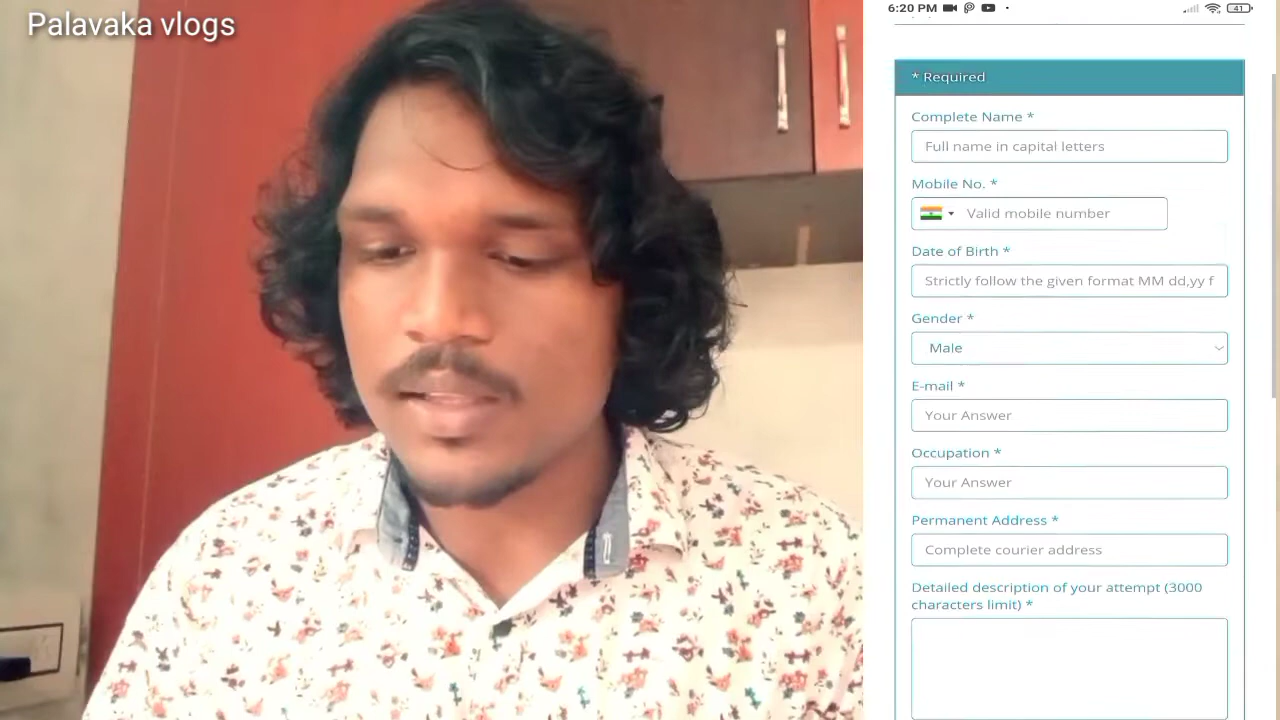 Palavaka vlogs
6:20 PM
41
* Required
Complete Name *
Full name in capital letters
Mobile No. *
Valid mobile number
Date of Birth *
Strictly follow the given format MM dd,yy f
Gender *
Male
E-mail *
Your Answer
Occupation *
Your Answer
Permanent Address *
Complete courier address
Detailed description of your attempt (3000
characters limit) *